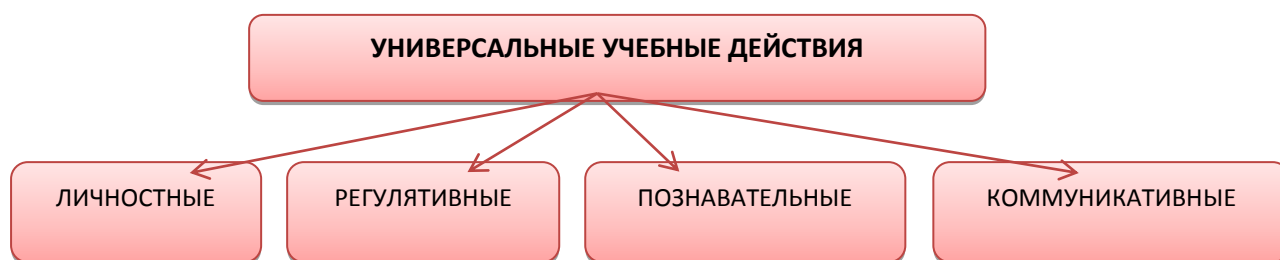 УНИВЕРСАЛЬНЫЕ УЧЕБНЫЕ ДЕЙСТВИЯ
ЛИЧНОСТНЫЕ
РЕГУЛЯТИВНЫЕ
ПОЗНАВАТЕЛЬНЫЕ
КОММУНИКАТИВНЫЕ